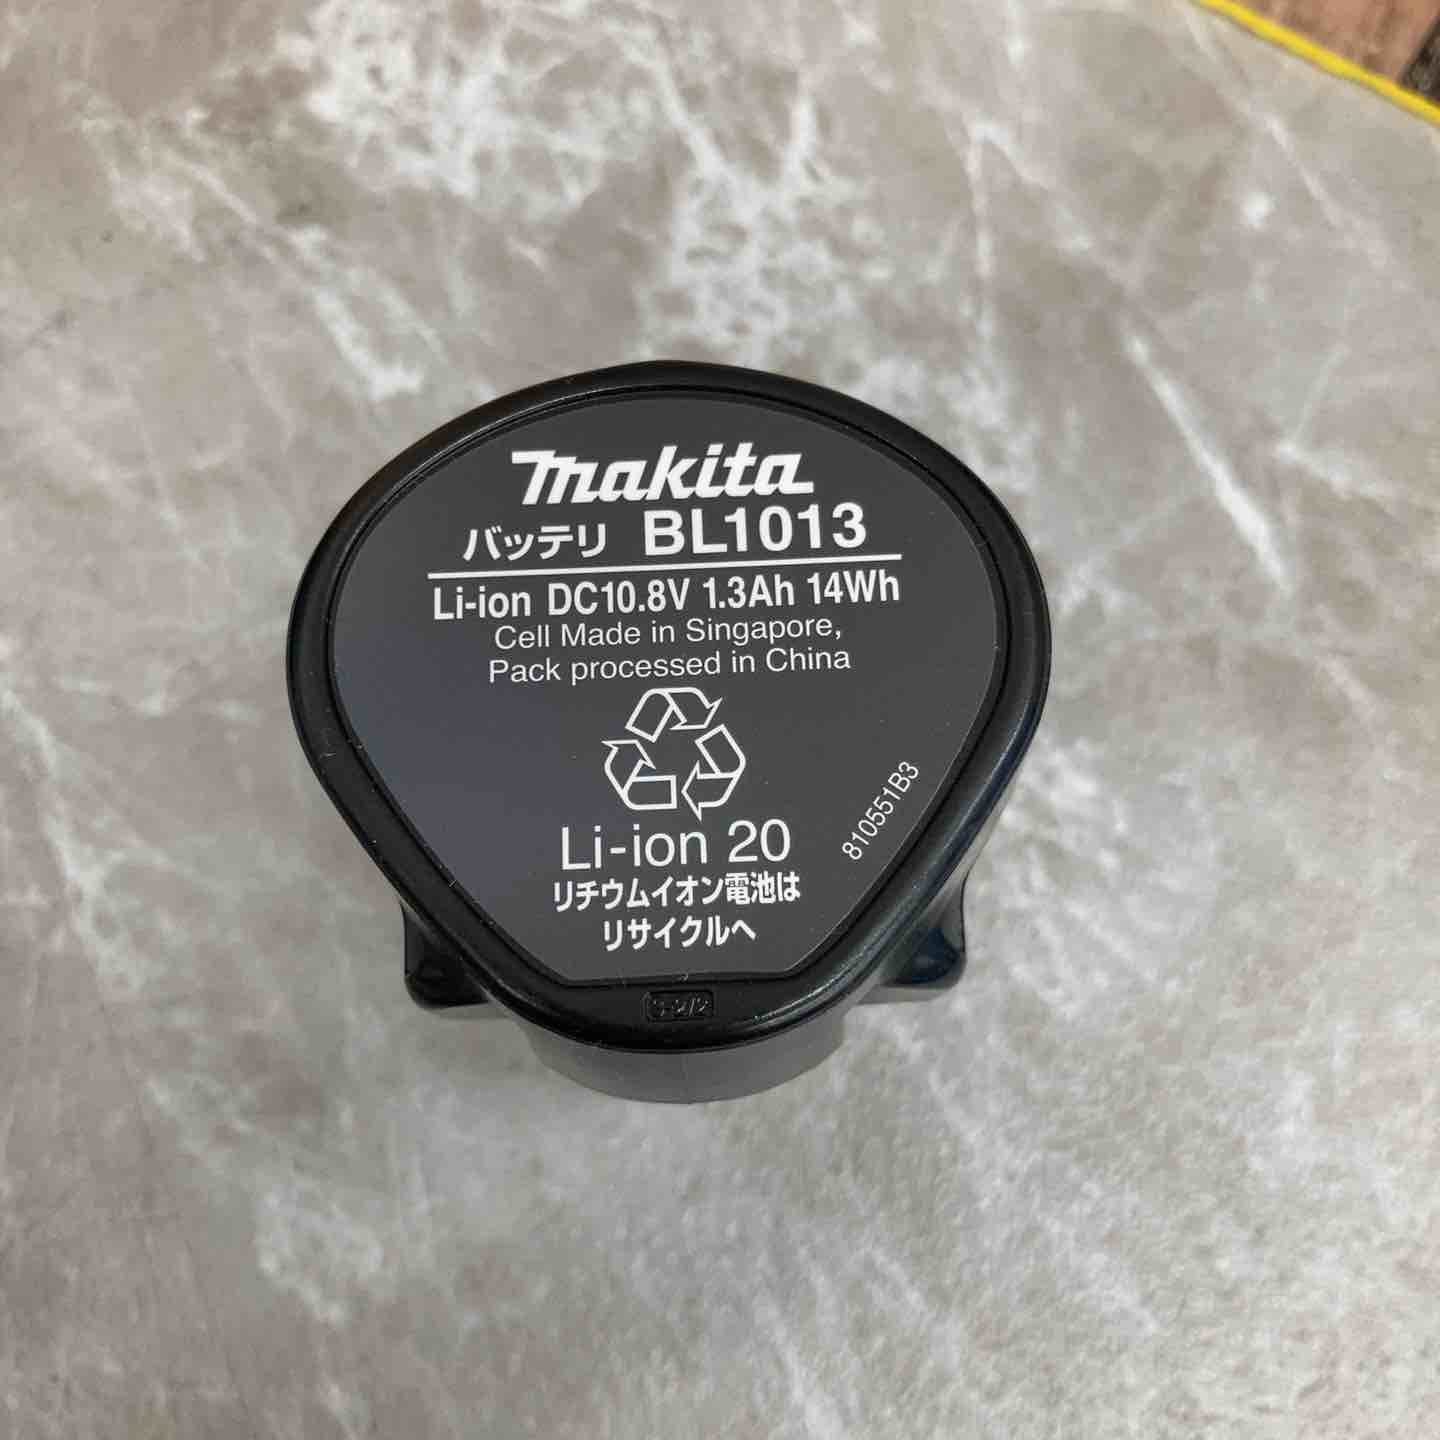 makita
バッテリ BL1013
Li-ion DC10.8V 1.3Ah 14Wh
Cell Made in Singapore,
Pack processed in China
810551B3
Li-ion 20
リチウムイオン電池は
リサイクルへ
S-2/2